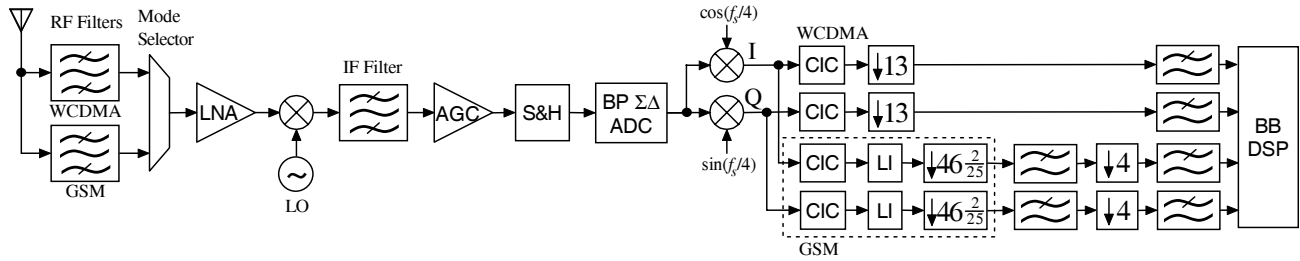 RF Filters
Mode
Selector
WCDMA
GSM
LNA
LO
IF Filter
AGC
S&H
BP ΣΔ
ADC
cos(fs/4)
I
Q
sin(fs/4)
WCDMA
CIC
↓13
CIC
↓13
CIC
LI
↓46 2/25
↓4
CIC
LI
↓46 2/25
↓4
GSM
BB
DSP